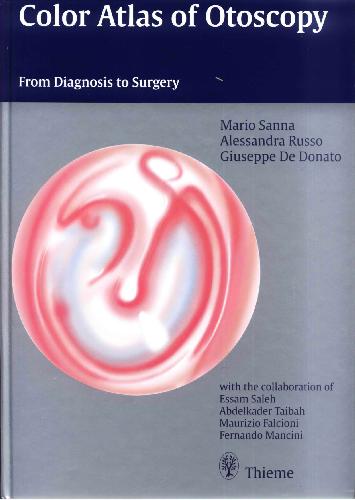 Color Atlas of Otoscopy
From Diagnosis to Surgery
Mario Sanna
Alessandra Russo
Giuseppe De Donato
with the collaboration of
Essam Saleh
Abdelkader Taibah
Maurizio Falcioni
Fernando Mancini
Thieme